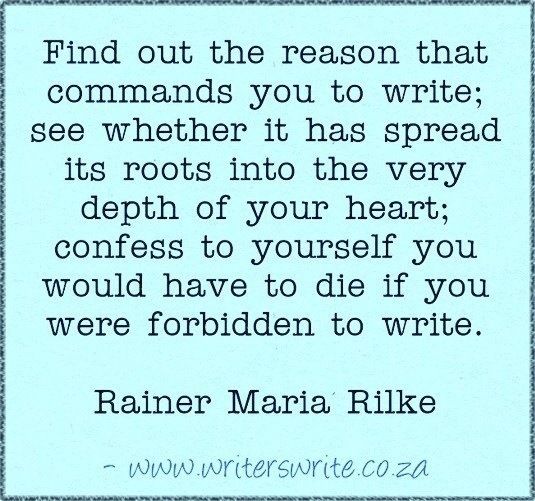 Find out the reason that
commands you to write;
see whether it has spread
its roots into the very
depth of your heart;
confess to yourself you
would have to die if you
were forbidden to write.
Rainer Maria Rilke
- www.writerswrite.co.za